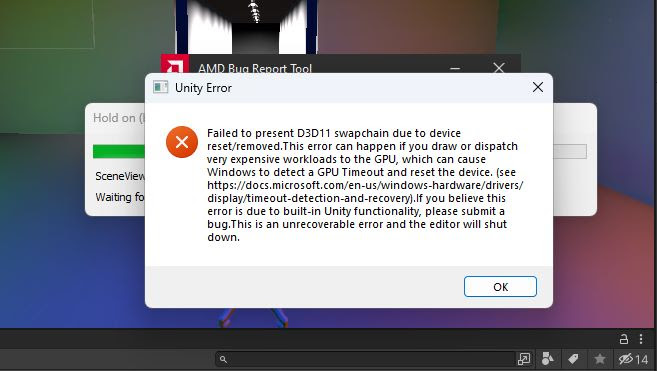 AMD Bug Report Tool
Unity Error
Hold on (
Failed to present D3D11 swapchain due to device
reset/removed.This error can happen if you draw or dispatch
very expensive workloads to the GPU, which can cause
Windows to detect a GPU Timeout and reset the device. (see
https://docs.microsoft.com/en-us/windows-hardware/drivers/
display/timeout-detection-and-recovery).If you believe this
error is due to built-in Unity functionality, please submit a
bug.This is an unrecoverable error and the editor will shut
down.
SceneView
Waiting fo
OK
14